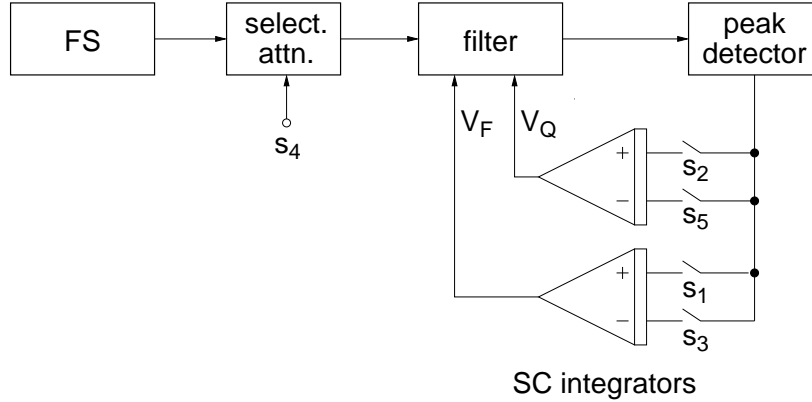 FS
select.
attn.
filter
peak
detector
s4
VF
VQ
+
−
s2
s5
+
−
s1
s3
SC integrators